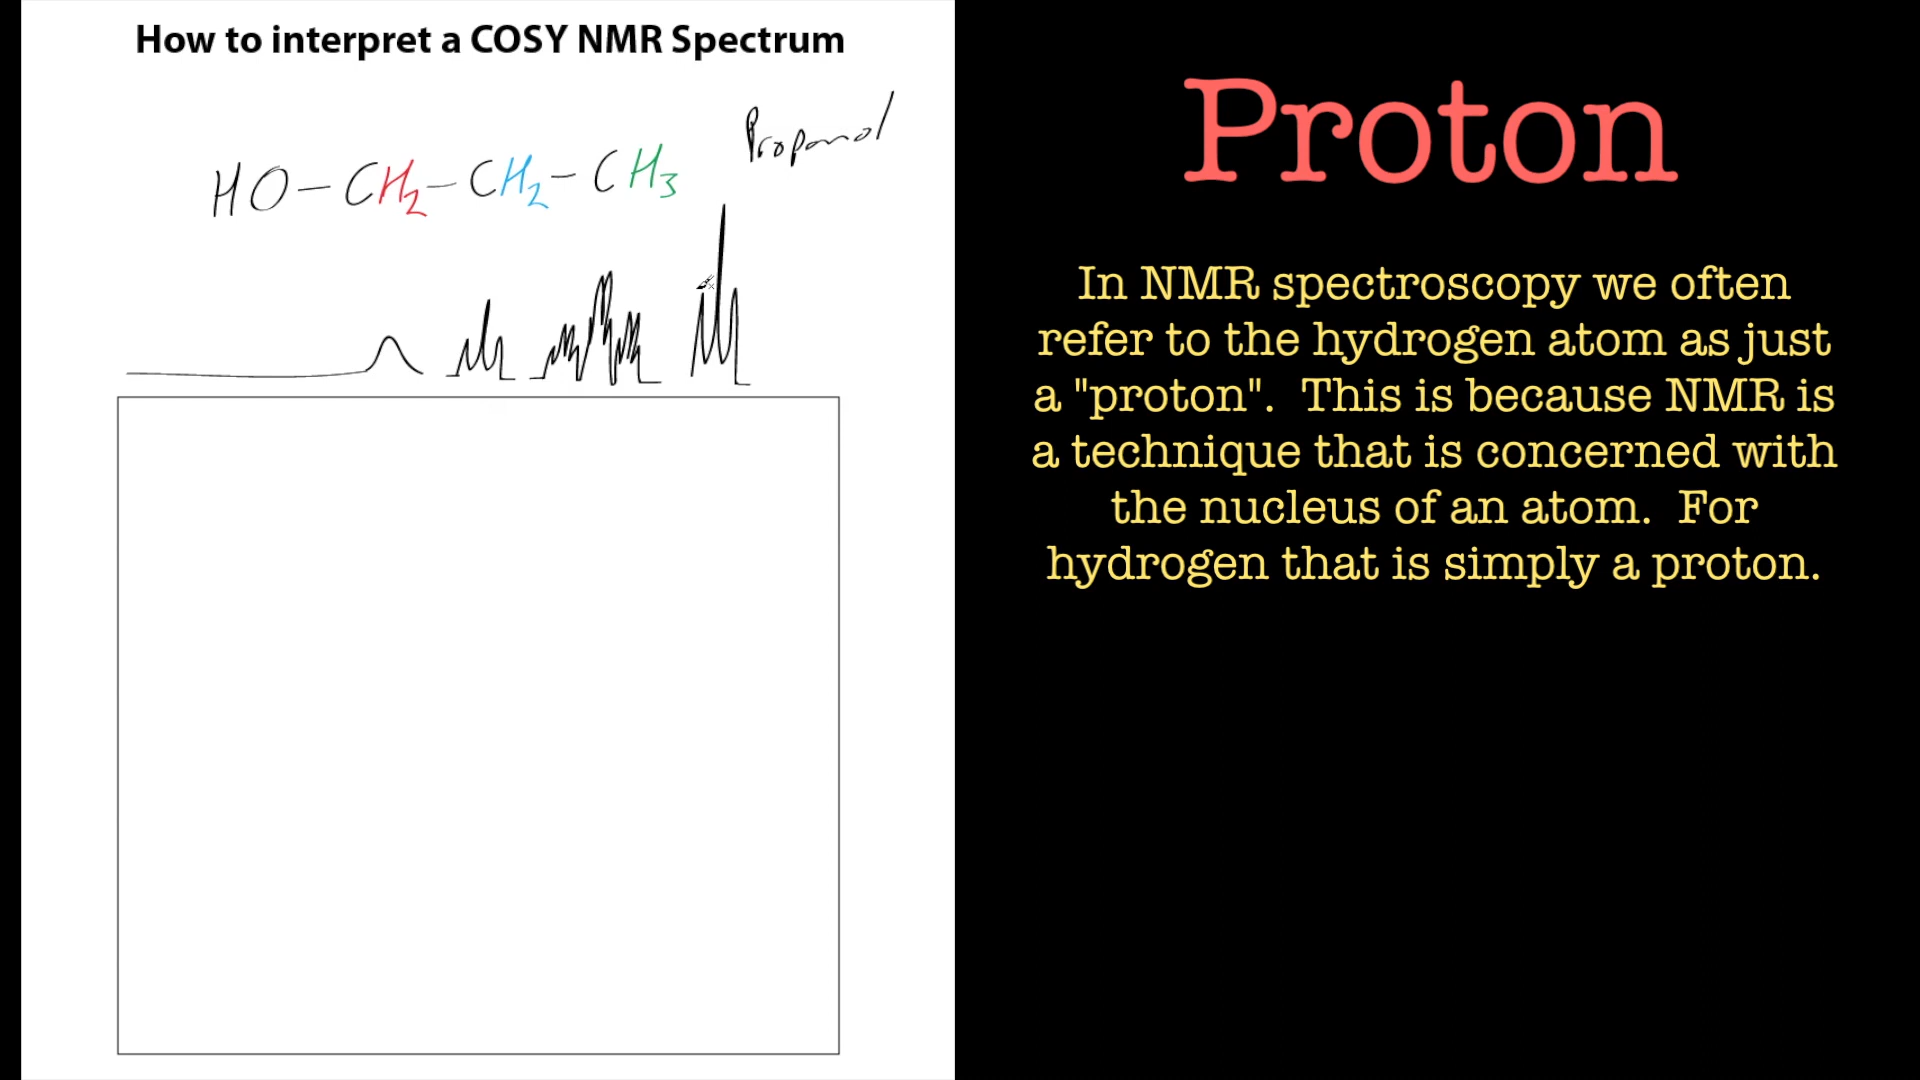 How to interpret a COSY NMR Spectrum
Propanol
HO-CH₂-CH₂-CH₃
Proton
In NMR spectroscopy we often
refer to the hydrogen atom as just
a "proton".  This is because NMR is
a technique that is concerned with
the nucleus of an atom.  For
hydrogen that is simply a proton.